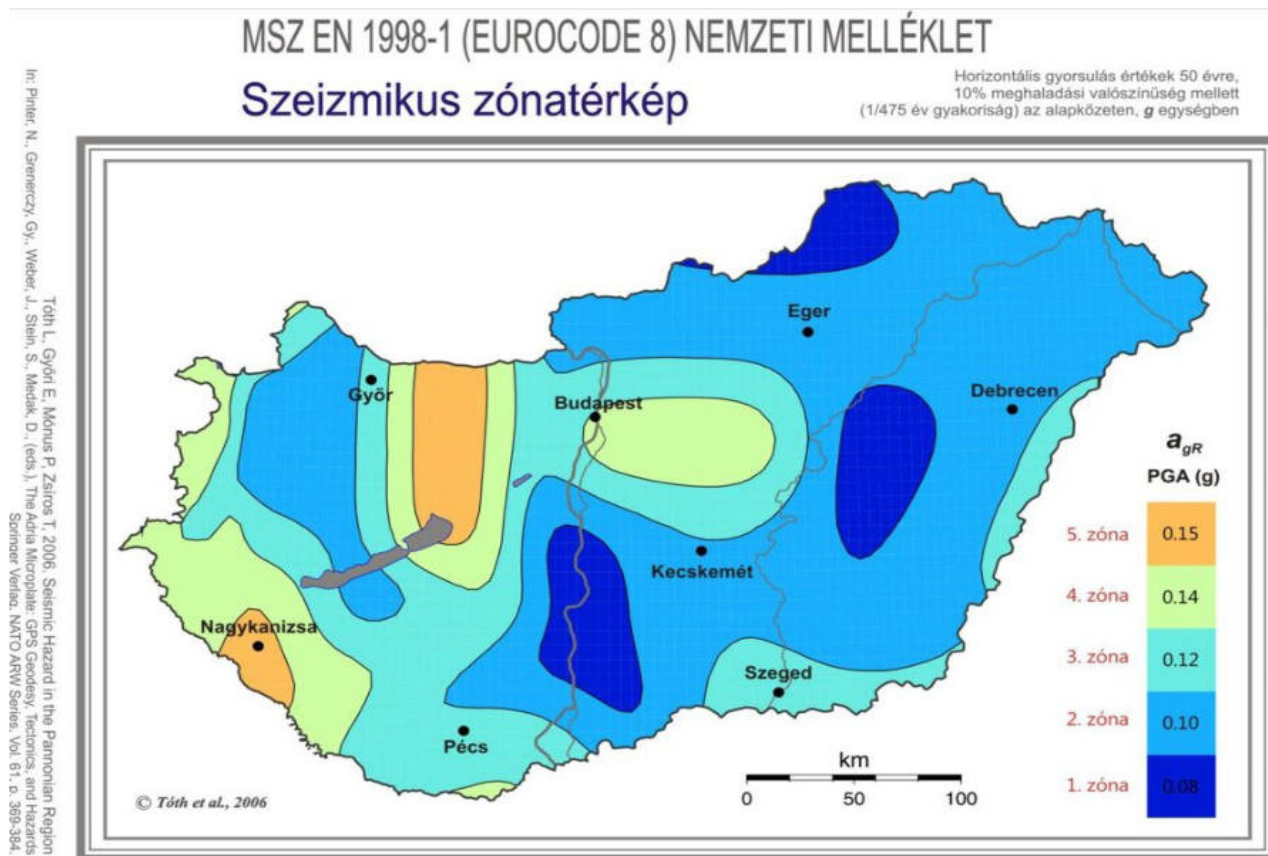 MSZ EN 1998-1 (EUROCODE 8) NEMZETI MELLÉKLET
Szeizmikus zónatérkép
Horizontális gyorsulás értékek 50 évre,
10% meghaladási valószínűség mellett
(1/475 év gyakoriság) az alapkőzeten, g egységben
Tóth L, Győri E, Mónus P, Zsíros T, 2006. Seismic Hazard in the Pannonian Region
In: Pinter, N., Grenerczy, Gy., Weber, J., Stein, S., Medak, D., (eds.), The Adria Microplate: GPS Geodesy, Tectonics, and Hazards
Springer Verlag, NATO ARW Series, Vol. 61, p. 369-384.
Eger
Győr
Budapest
Debrecen
Kecskemét
Nagykanizsa
Szeged
Pécs
agR
PGA (g)
5. zóna 0.15
4. zóna 0.14
3. zóna 0.12
2. zóna 0.10
1. zóna 0.08
km
0 50 100
© Tóth et al., 2006